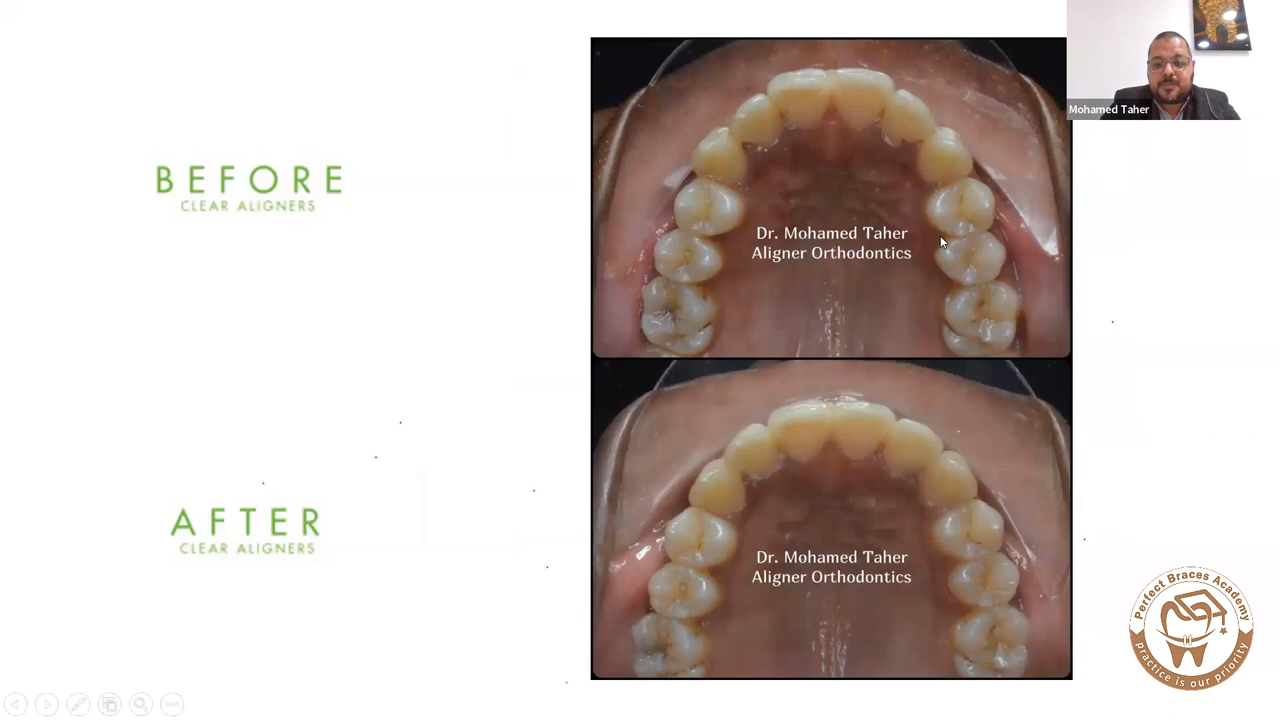 BEFORE
CLEAR ALIGNERS
Dr. Mohamed Taher
Aligner Orthodontics
Mohamed Taher
AFTER
CLEAR ALIGNERS
Dr. Mohamed Taher
Aligner Orthodontics
Perfect Braces Academy
practice is our priority